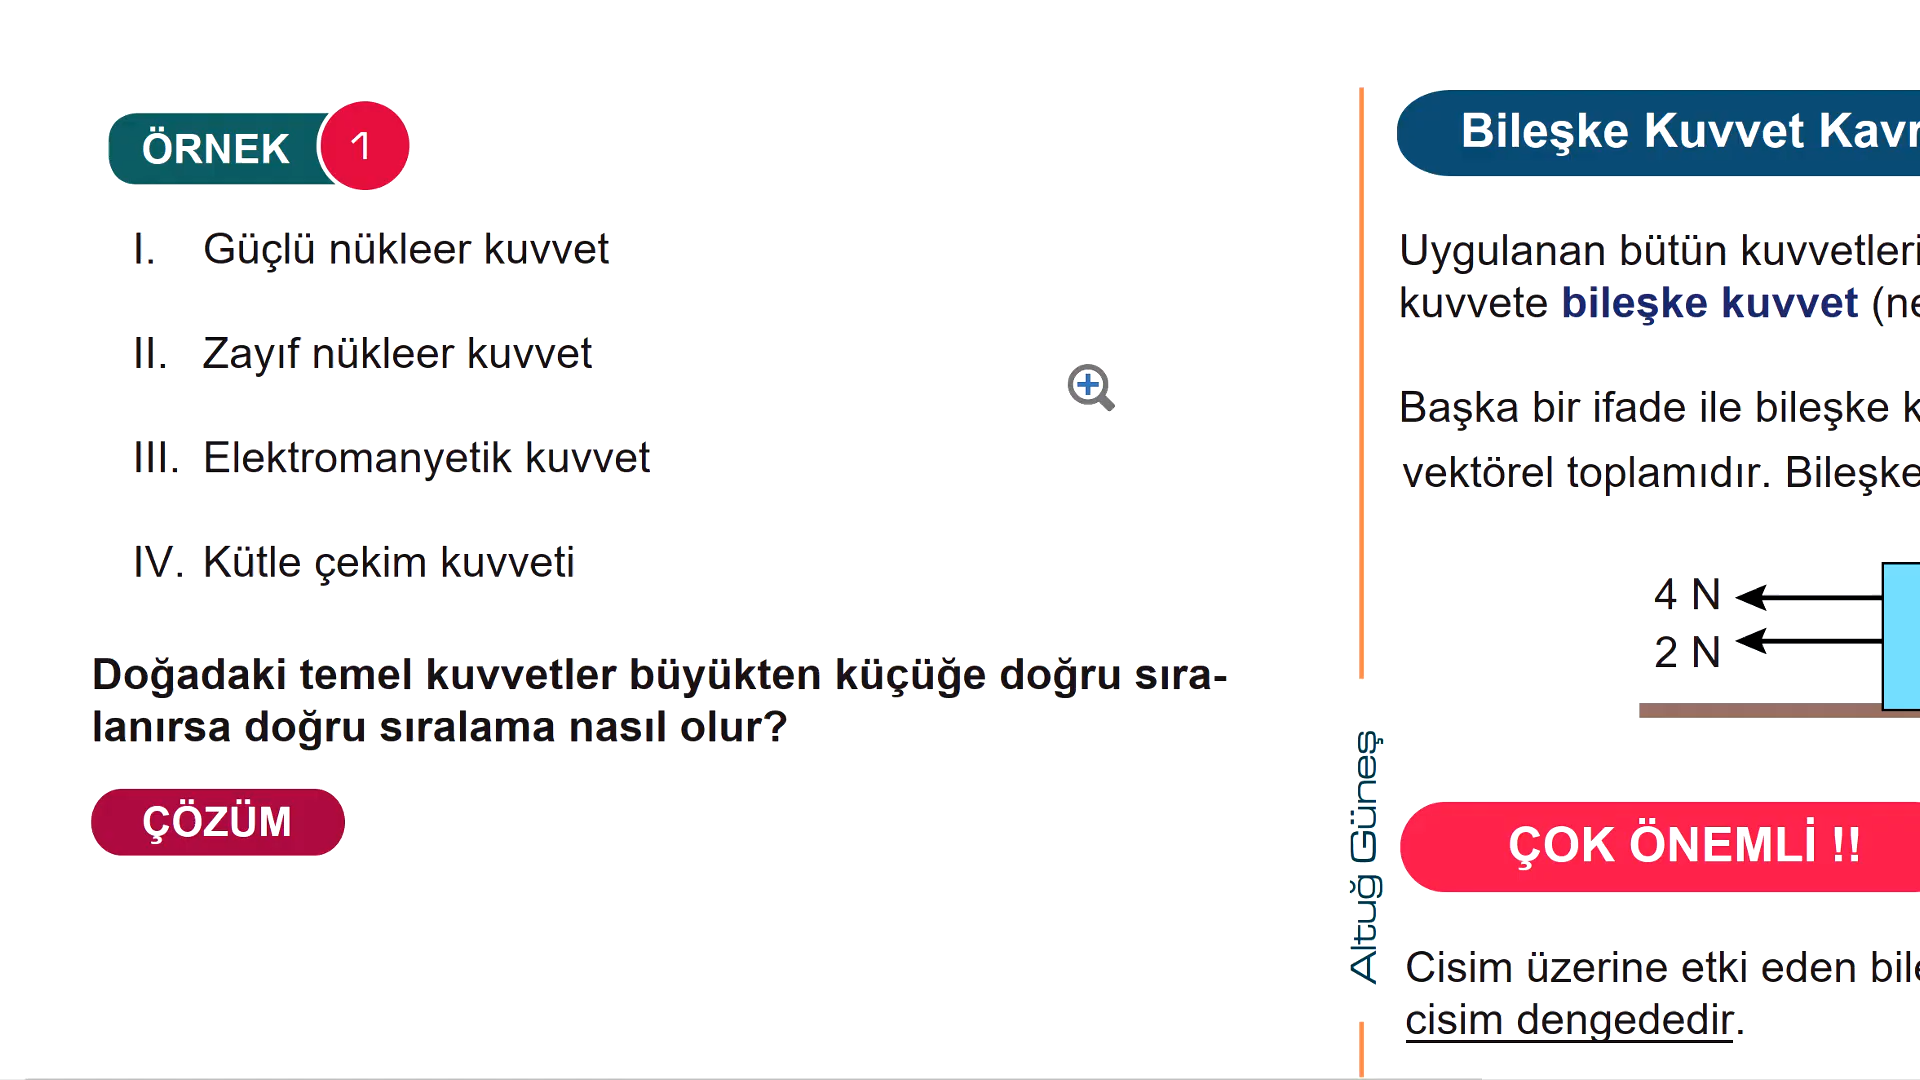 ÖRNEK 1
I. Güçlü nükleer kuvvet
II. Zayıf nükleer kuvvet
III. Elektromanyetik kuvvet
IV. Kütle çekim kuvveti
Doğadaki temel kuvvetler büyükten küçüğe doğru sıra-
lanırsa doğru sıralama nasıl olur?
ÇÖZÜM
Altuğ Güneş
Bileşke Kuvvet
Uygulanan bütün kuvvetleri
kuvvete bileşke kuvvet
Başka bir ifade ile bileşke
vektörel toplamıdır. Bileşke
4 N
2 N
ÇOK ÖNEMLİ !!
Cisim üzerine etki eden
cisim dengededir.